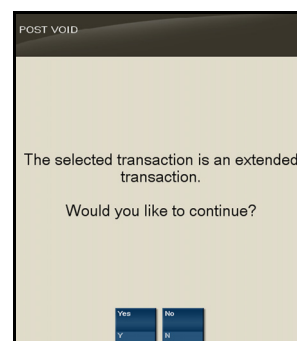 POST VOID
The selected transaction is an extended
transaction.
Would you like to continue?
Yes No
Y N